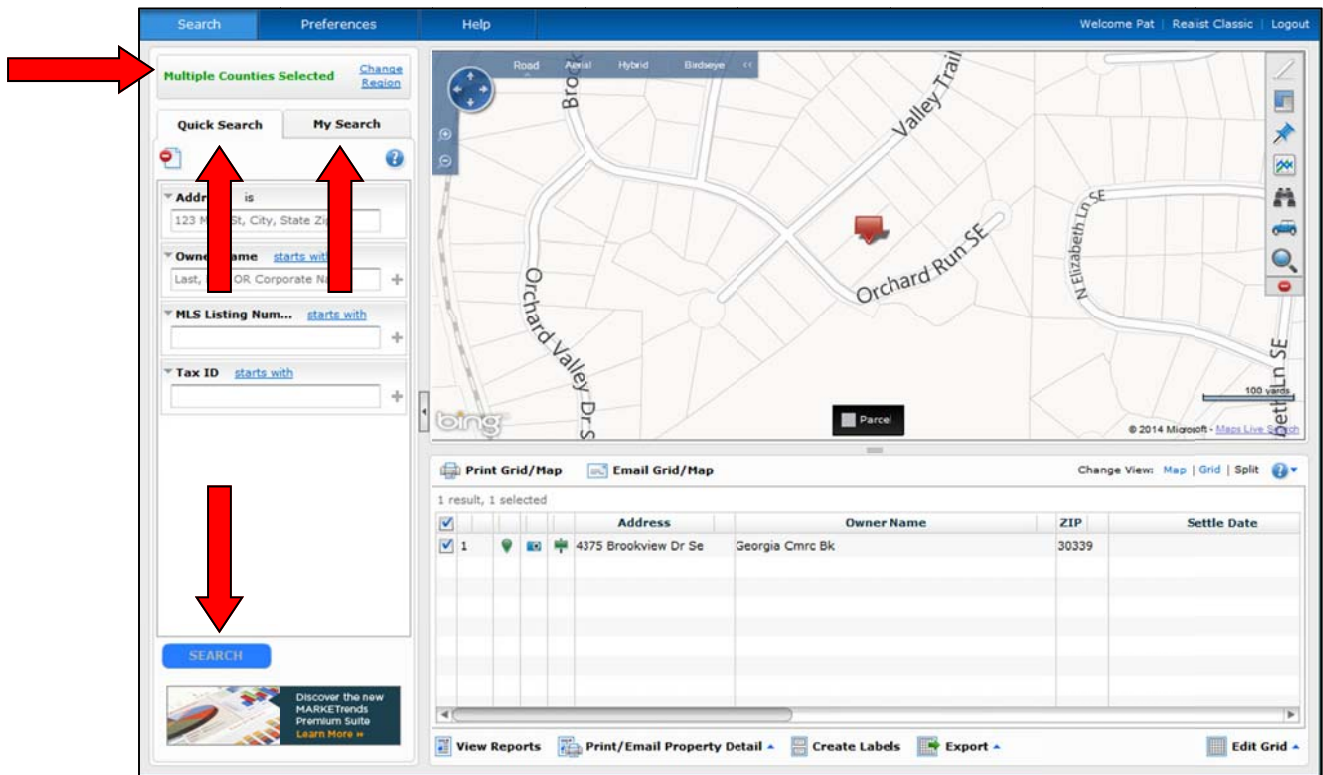 Search Preferences Help Welcome Pat | Reaist Classic | Logout
Multiple Counties Selected Change
Region
Quick Search My Search
is
123 St, City, State
starts
OR Corporate
MLS Listing Num... starts with
Tax ID starts with
SEARCH
Discover the new
MARKETrends
Premium Suite
Learn More »
Road Aerial Hybrid Birdseye <<
Valley Trail
Orchard Run SE
N Elizabeth Ln SE
Orchard Valley Dr S
Ln SE
100 yards
bing
Parcel
© 2014 Microsoft - Maps Live Search
Print Grid/Map Email Grid/Map Change View: Map | Grid | Split
1 result, 1 selected
Address Owner Name ZIP Settle Date
1 4375 Brookview Dr Se Georgia Cmrc Bk 30339
View Reports Print/Email Property Detail Create Labels Export Edit Grid